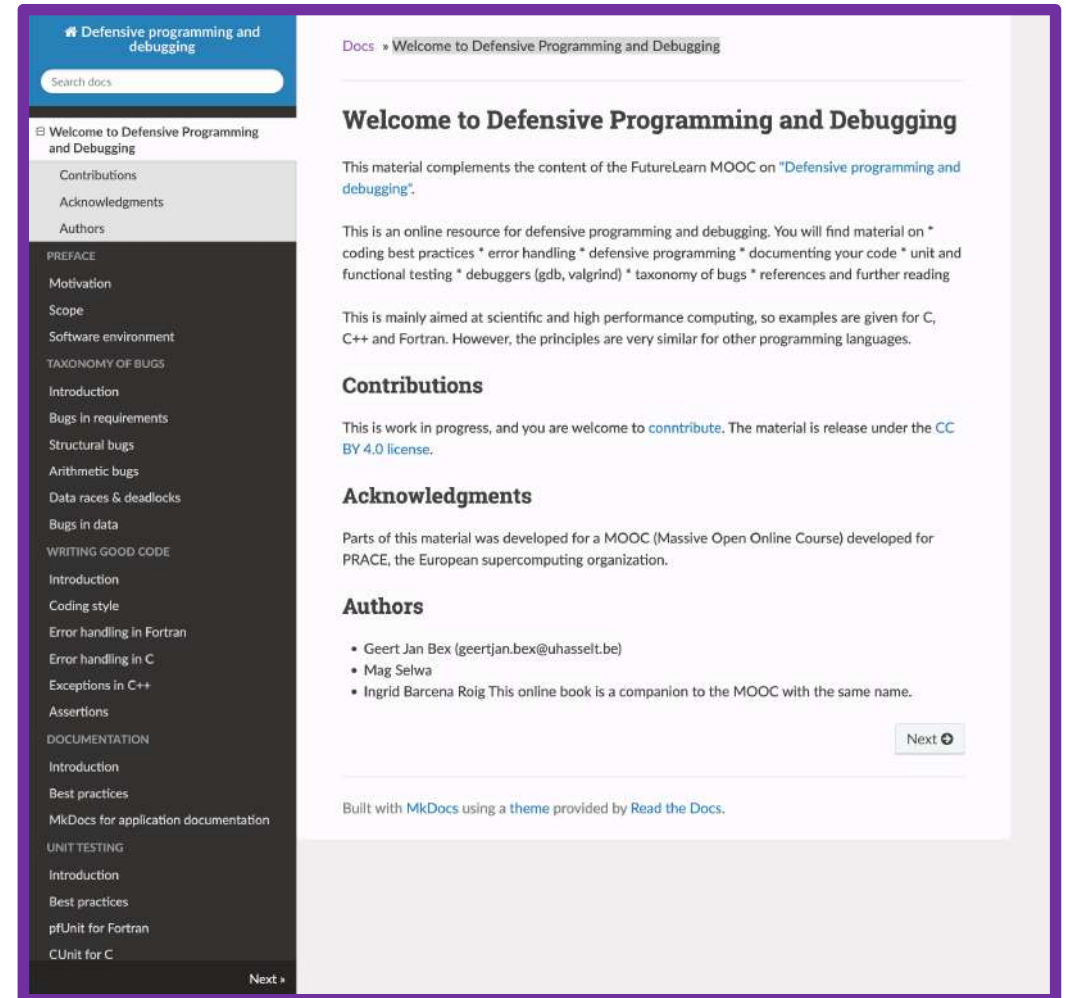 Defensive programming and
debugging
Search docs
Welcome to Defensive Programming
and Debugging
Contributions
Acknowledgments
Authors
PREFACE
Motivation
Scope
Software environment
TAXONOMY OF BUGS
Introduction
Bugs in requirements
Structural bugs
Arithmetic bugs
Data races & deadlocks
Bugs in data
WRITING GOOD CODE
Introduction
Coding style
Error handling in Fortran
Error handling in C
Exceptions in C++
Assertions
DOCUMENTATION
Introduction
Best practices
MkDocs for application documentation
UNIT TESTING
Introduction
Best practices
pfUnit for Fortran
CUnit for C
Next »
Docs » Welcome to Defensive Programming and Debugging
Welcome to Defensive Programming and Debugging
This material complements the content of the FutureLearn MOOC on "Defensive programming and
debugging".
This is an online resource for defensive programming and debugging. You will find material on *
coding best practices * error handling * defensive programming * documenting your code * unit and
functional testing * debuggers (gdb, valgrind) * taxonomy of bugs * references and further reading
This is mainly aimed at scientific and high performance computing, so examples are given for C,
C++ and Fortran. However, the principles are very similar for other programming languages.
Contributions
This is work in progress, and you are welcome to conntribute. The material is release under the CC
BY 4.0 license.
Acknowledgments
Parts of this material was developed for a MOOC (Massive Open Online Course) developed for
PRACE, the European supercomputing organization.
Authors
• Geert Jan Bex (geertjan.bex@uhasselt.be)
• Mag Selwa
• Ingrid Barcena Roig This online book is a companion to the MOOC with the same name.
Next
Built with MkDocs using a theme provided by Read the Docs.